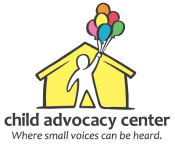 child advocacy center
Where small voices can be heard.